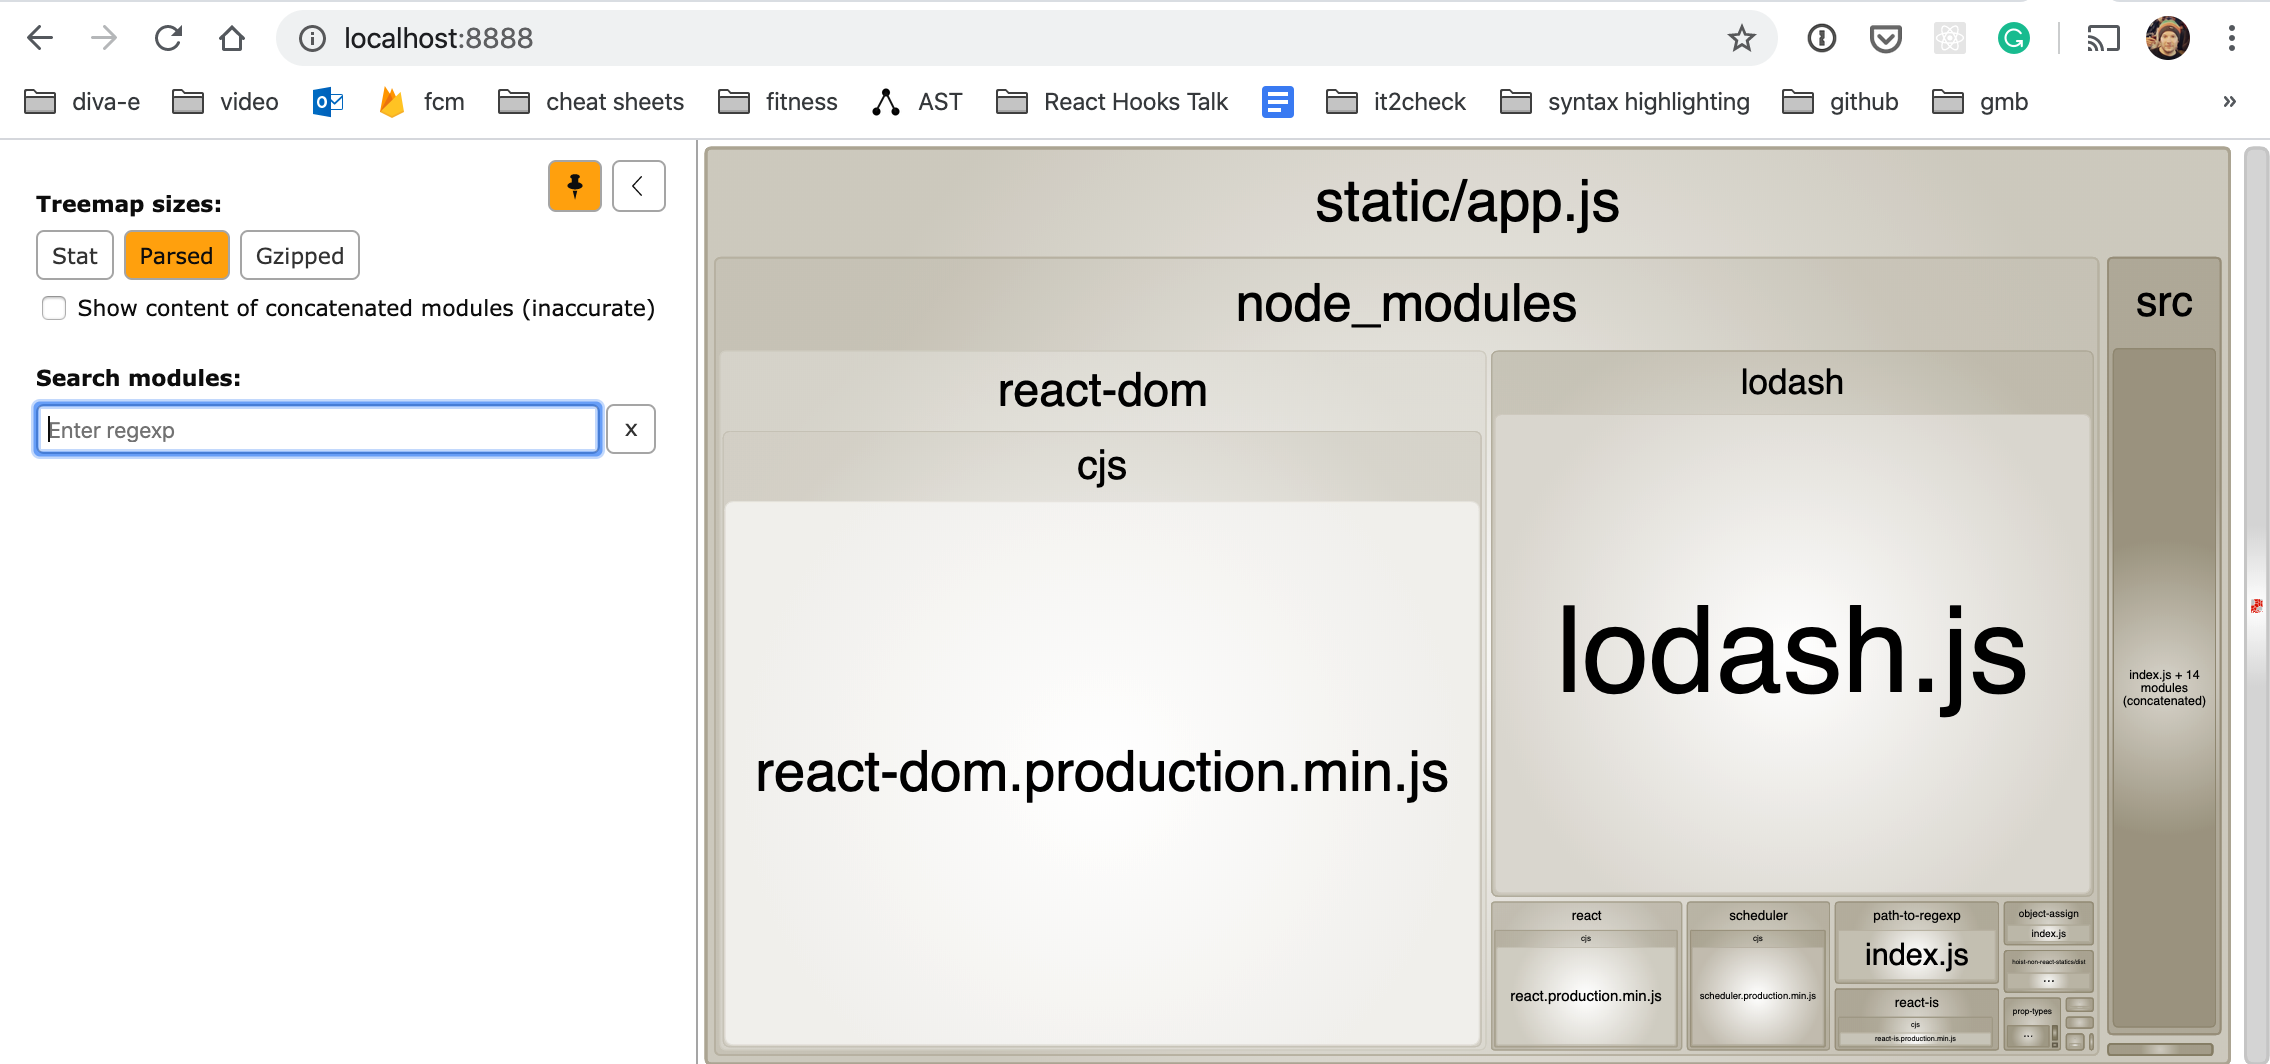 localhost:8888
diva-e video fcm cheat sheets fitness AST React Hooks Talk it2check syntax highlighting github gmb »
Treemap sizes:
Stat Parsed Gzipped
Show content of concatenated modules (inaccurate)
Search modules:
Enter regexp x
static/app.js
node_modules
react-dom
cjs
react-dom.production.min.js
lodash
lodash.js
react
cjs
react.production.min.js
scheduler
cjs
scheduler.production.min.js
path-to-regexp
index.js
react-is
cjs
react-is.production.min.js
object-assign
index.js
hoist-non-react-statics/dist
...
prop-types
...
src
index.js + 14
modules
(concatenated)